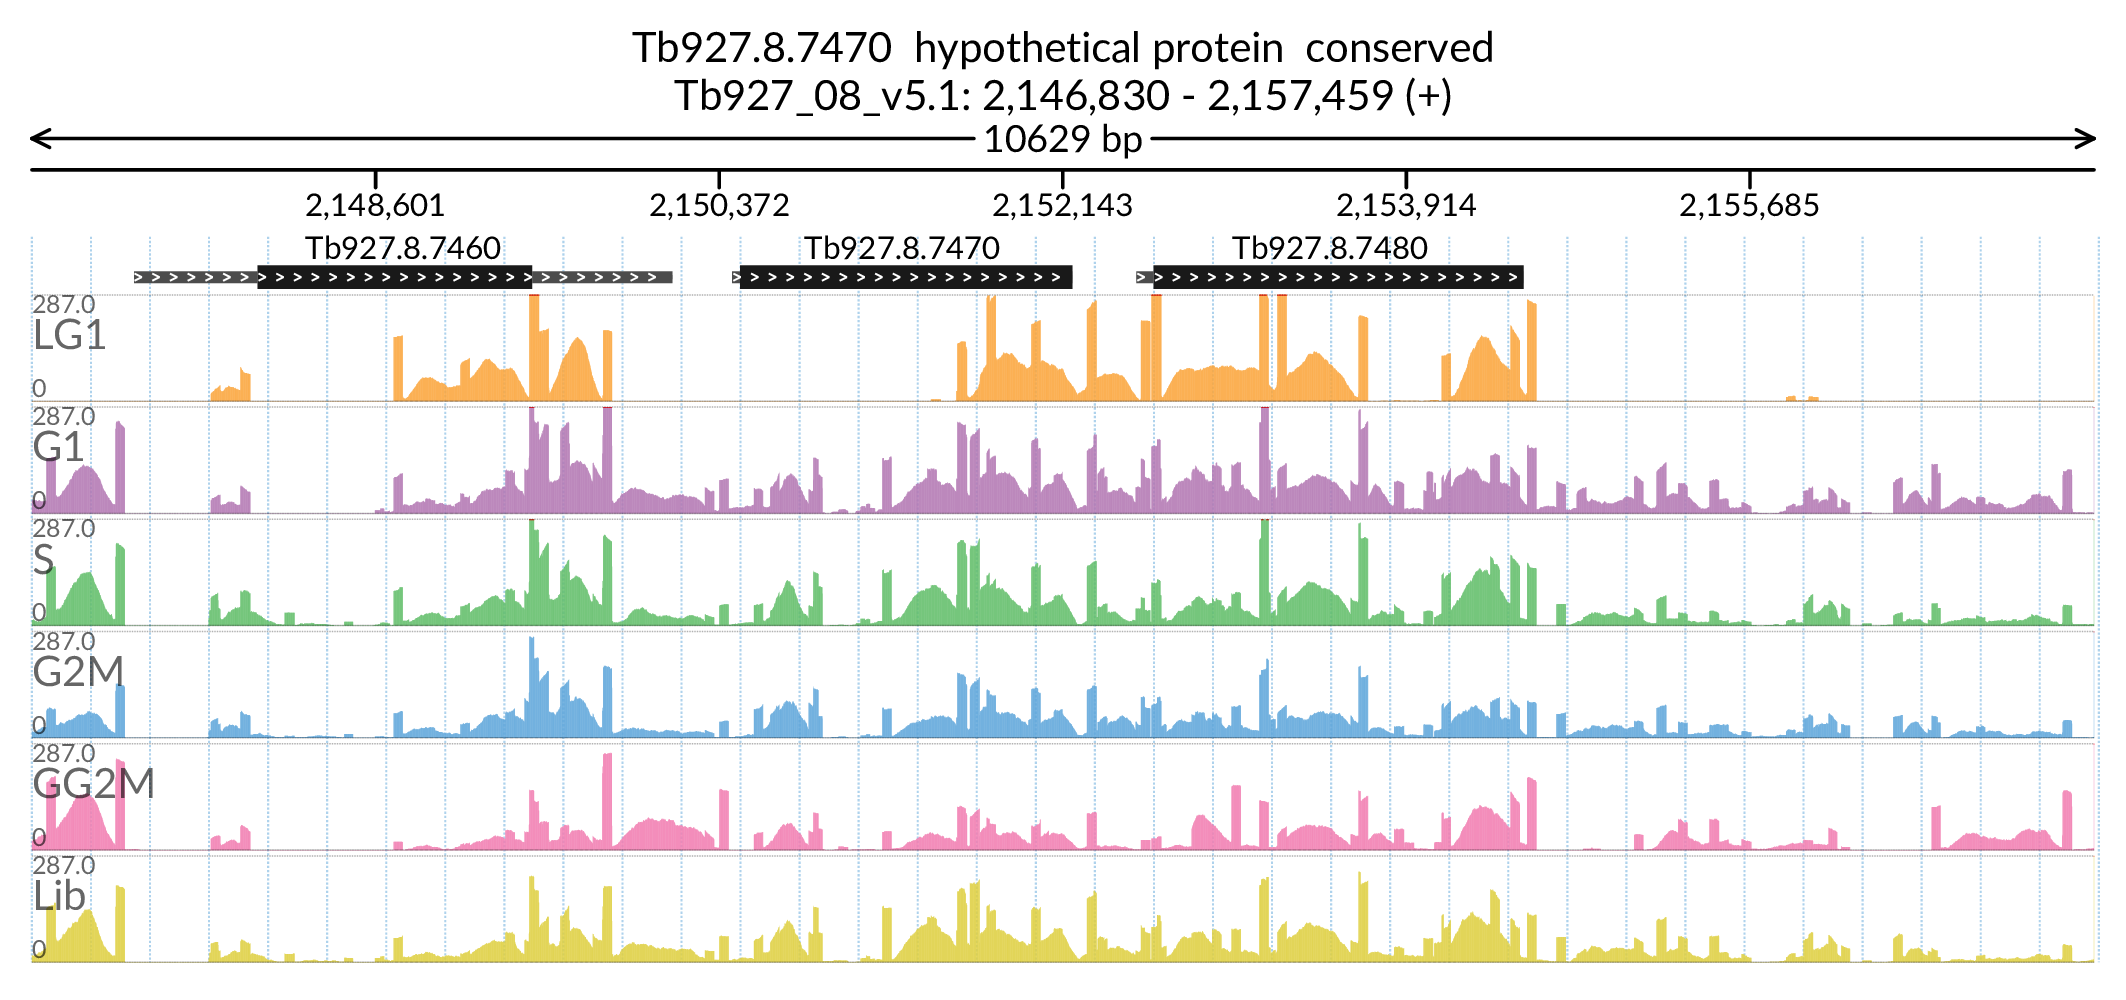 Tb927.8.7470 hypothetical protein conserved
Tb927_08_v5.1: 2,146,830 - 2,157,459 (+)
10629 bp
2,148,601 2,150,372 2,152,143 2,153,914 2,155,685
Tb927.8.7460 Tb927.8.7470 Tb927.8.7480
287.0
LG1
0
287.0
G1
0
287.0
S
0
287.0
G2M
0
287.0
GG2M
0
287.0
Lib
0